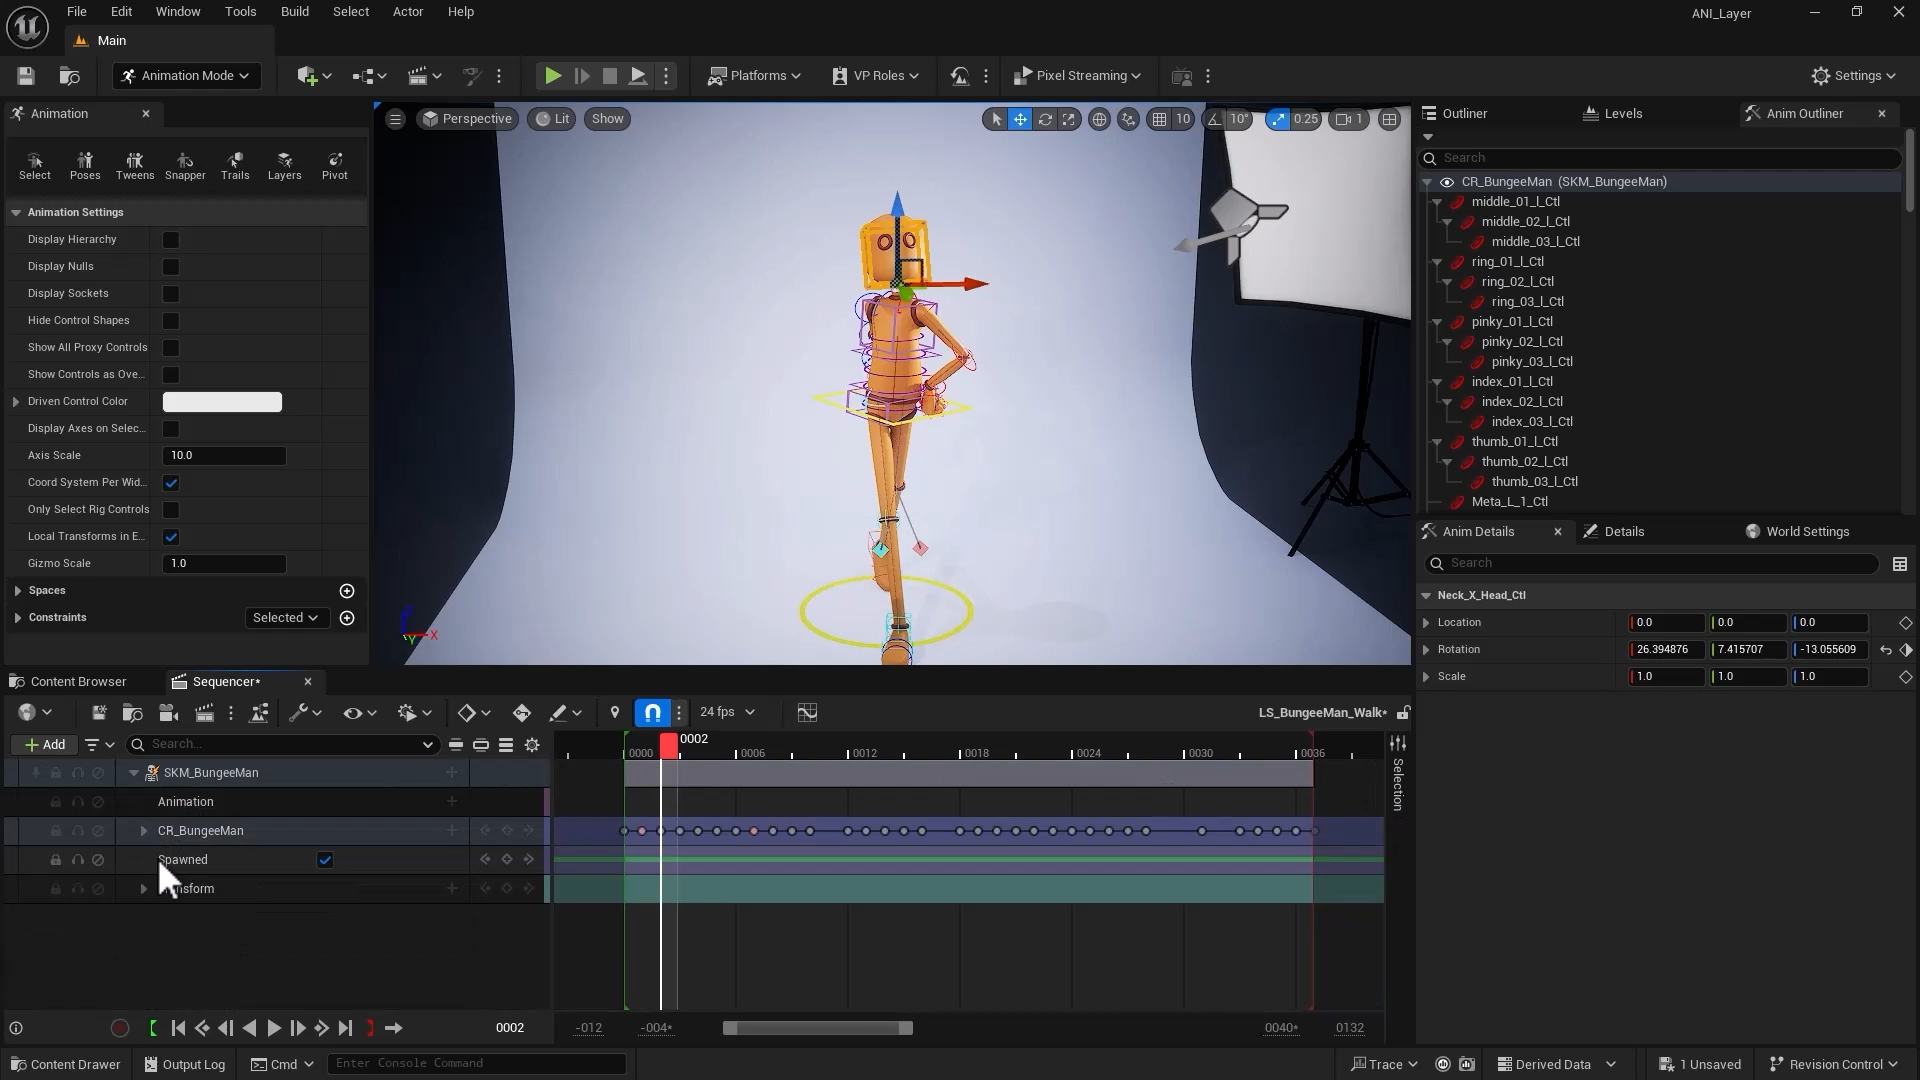 File Edit Window Tools Build Select Actor Help
ANI_Layer
Main
Animation Mode
Platforms
VP Roles
Pixel Streaming
Settings
Animation
Select Poses Tweens Snapper Trails Layers Pivot
Animation Settings
Display Hierarchy
Display Nulls
Display Sockets
Hide Control Shapes
Show All Proxy Controls
Show Controls as Ove...
Driven Control Color
Display Axes on Selec...
Axis Scale 10.0
Coord System Per Wid...
Only Select Rig Controls
Local Transforms in E...
Gizmo Scale 1.0
Spaces
Constraints Selected
Perspective Lit Show
10 10° 0.25 1
X
Y
Outliner Levels Anim Outliner
Search
CR_BungeeMan (SKM_BungeeMan)
middle_01_l_Ctl
middle_02_l_Ctl
middle_03_l_Ctl
ring_01_l_Ctl
ring_02_l_Ctl
ring_03_l_Ctl
pinky_01_l_Ctl
pinky_02_l_Ctl
pinky_03_l_Ctl
index_01_l_Ctl
index_02_l_Ctl
index_03_l_Ctl
thumb_01_l_Ctl
thumb_02_l_Ctl
thumb_03_l_Ctl
Meta_L_1_Ctl
Anim Details Details World Settings
Search
Neck_X_Head_Ctl
Location 0.0 0.0 0.0
Rotation 26.394876 7.415707 -13.055609
Scale 1.0 1.0 1.0
Content Browser Sequencer*
24 fps
LS_BungeeMan_Walk*
Add Search...
0002
0000 0006 0012 0018 0024 0030 0036
Selection
SKM_BungeeMan
Animation
CR_BungeeMan
Spawned
0002 -012 -004* 0040* 0132
Content Drawer Output Log Cmd Enter Console Command
Trace Derived Data 1 Unsaved Revision Control